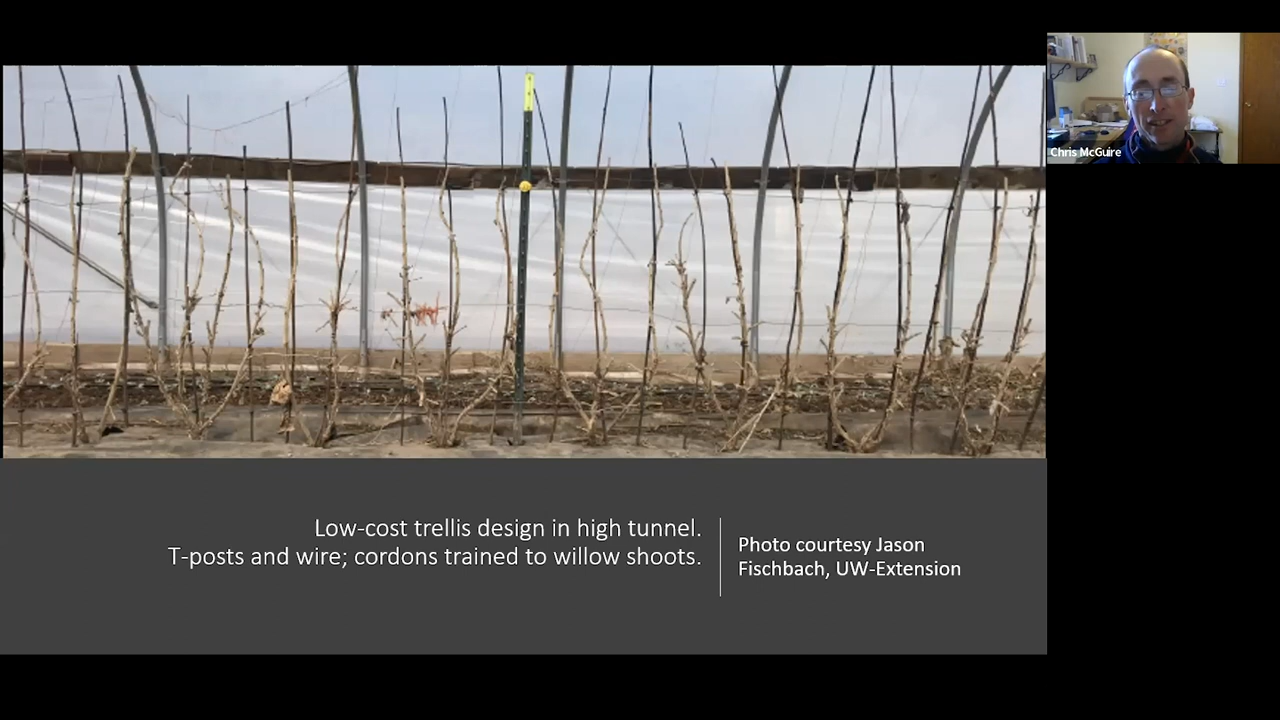 Chris McGuire
Low-cost trellis design in high tunnel.
T-posts and wire; cordons trained to willow shoots.
Photo courtesy Jason
Fischbach, UW-Extension